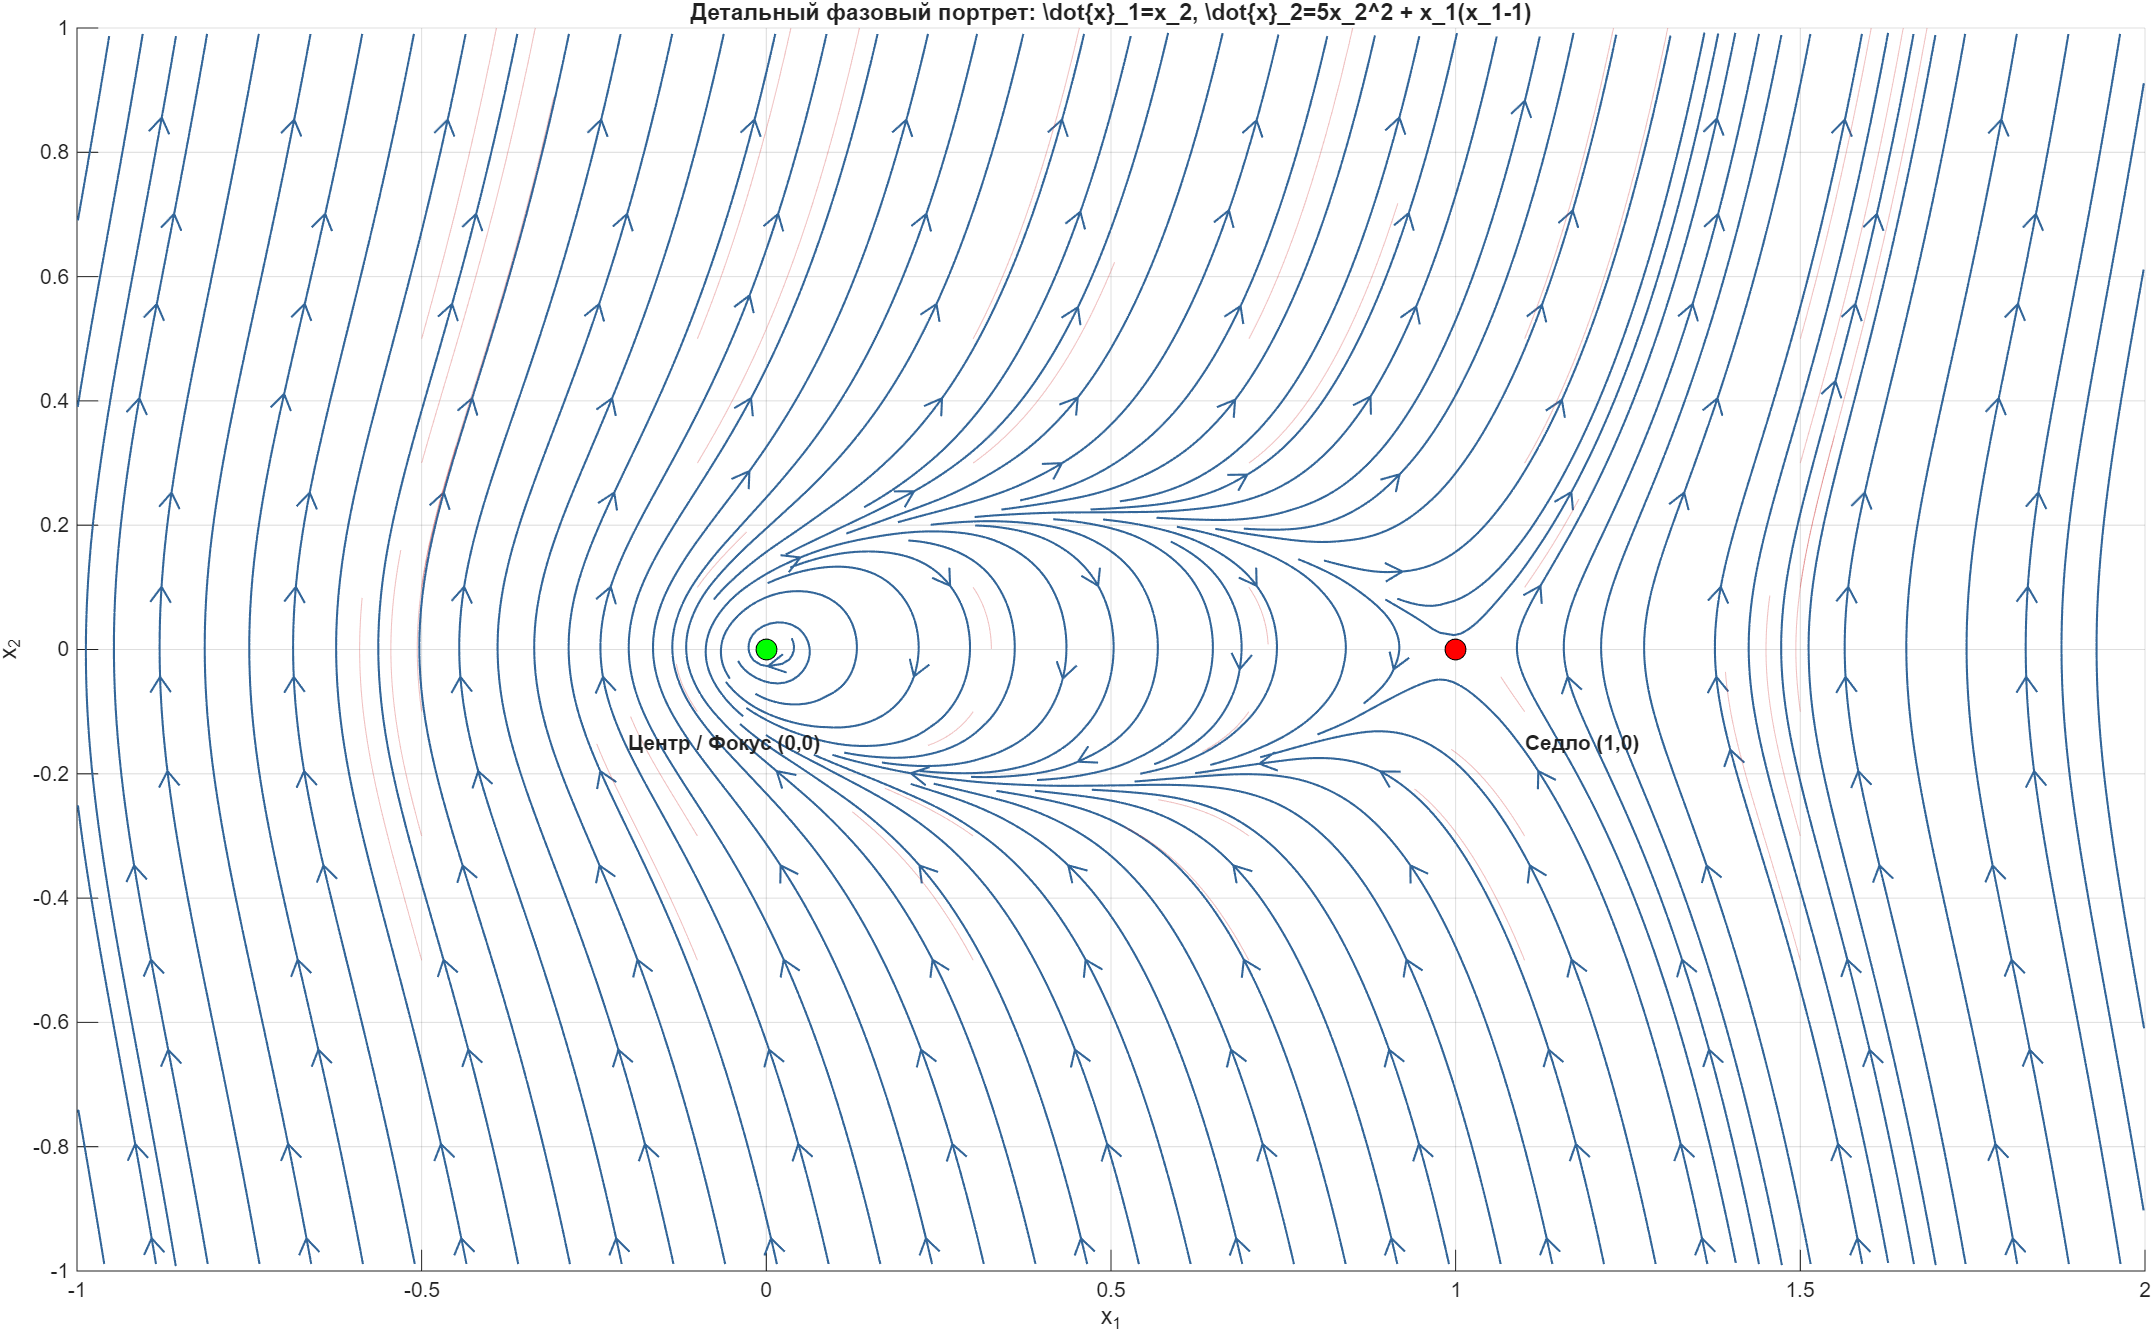 Детальный фазовый портрет: \dot{x}_1=x_2, \dot{x}_2=5x_2^2 + x_1(x_1-1)
1
0.8
0.6
0.4
0.2
0
-0.2
-0.4
-0.6
-0.8
-1
x_2
Центр / Фокус (0,0)
Седло (1,0)
-1 -0.5 0 0.5 1 1.5 2
x_1